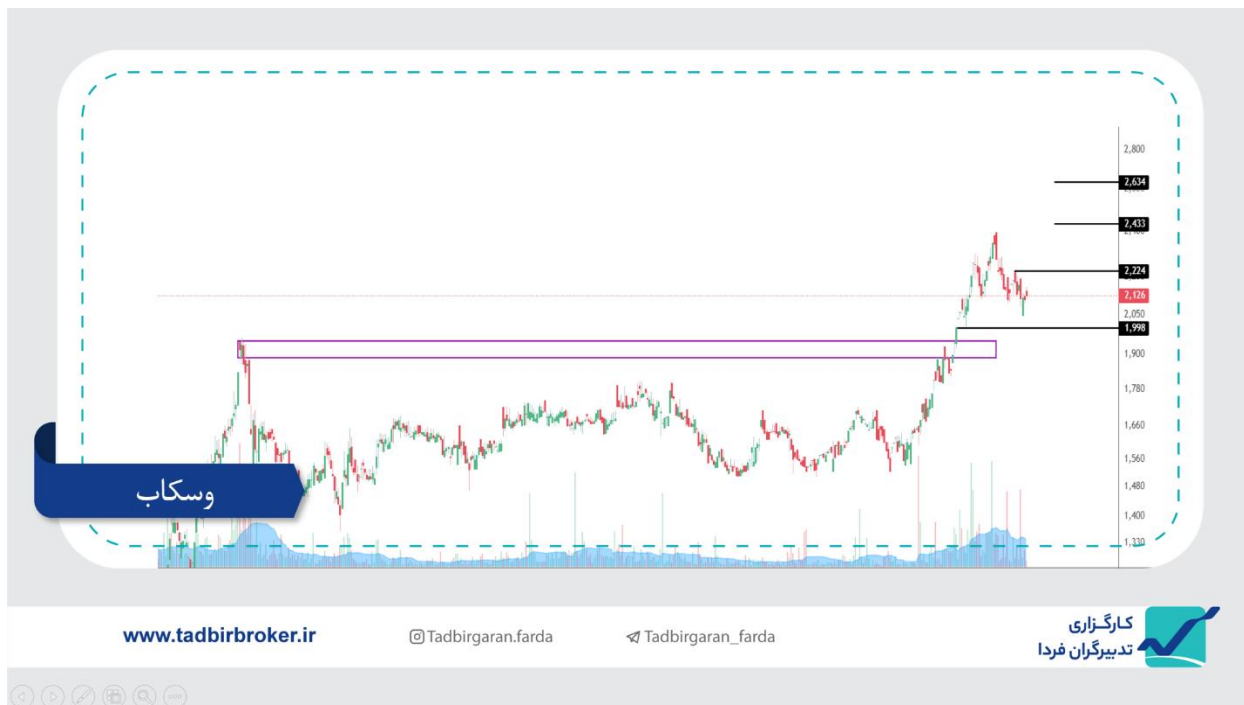 2,800
2,634
2,433
2,224
2,126
2,050
1,998
1,900
1,780
1,660
1,560
1,480
1,400
1,330
وسکاب
www.tadbirbroker.ir
Tadbirgaran.farda
Tadbirgaran_farda
کارگزاری
تدبیرگران فردا